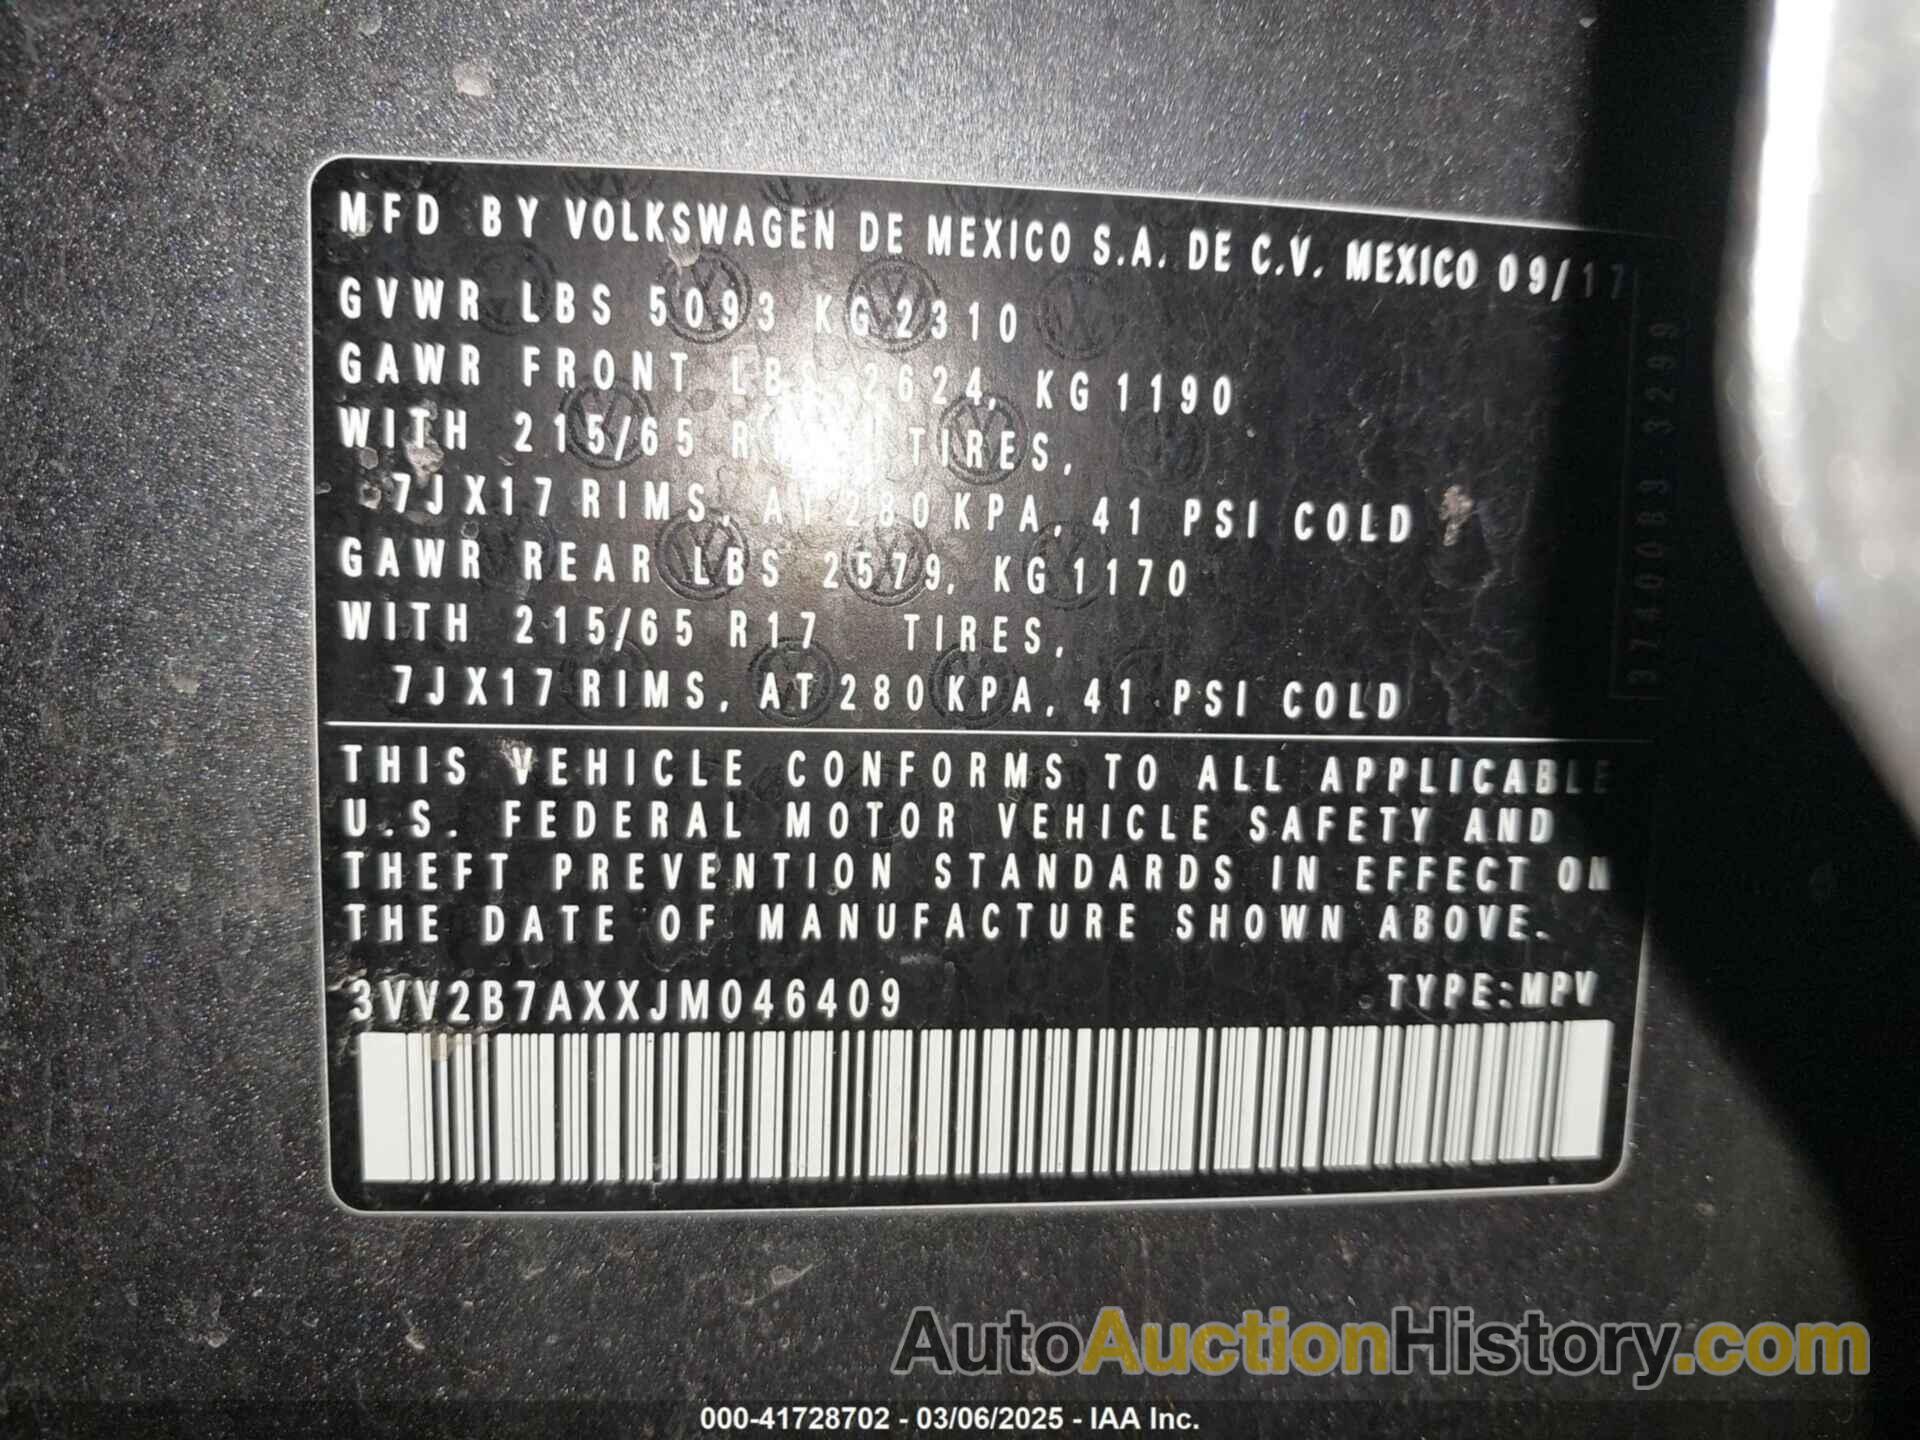 MFD BY VOLKSWAGEN DE MEXICO S.A. DE C.V. MEXICO 09/17
GVWR LBS 5093 KG 2310
GAWR FRONT LBS 2624, KG 1190
WITH 215/65 TIRES,
7JX17 RIMS, AT 280 KPA, 41 PSI COLD
GAWR REAR LBS 2579, KG 1170
WITH 215/65 R17 TIRES,
7JX17 RIMS, AT 280 KPA, 41 PSI COLD
THIS VEHICLE CONFORMS TO ALL APPLICABLE
U.S. FEDERAL MOTOR VEHICLE SAFETY AND
THEFT PREVENTION STANDARDS IN EFFECT ON
THE DATE OF MANUFACTURE SHOWN ABOVE.
3VV2B7AXXJM046409 TYPE:MPV
3740083 3299
AutoAuctionHistory.com
000-41728702 - 03/06/2025 - IAA Inc.